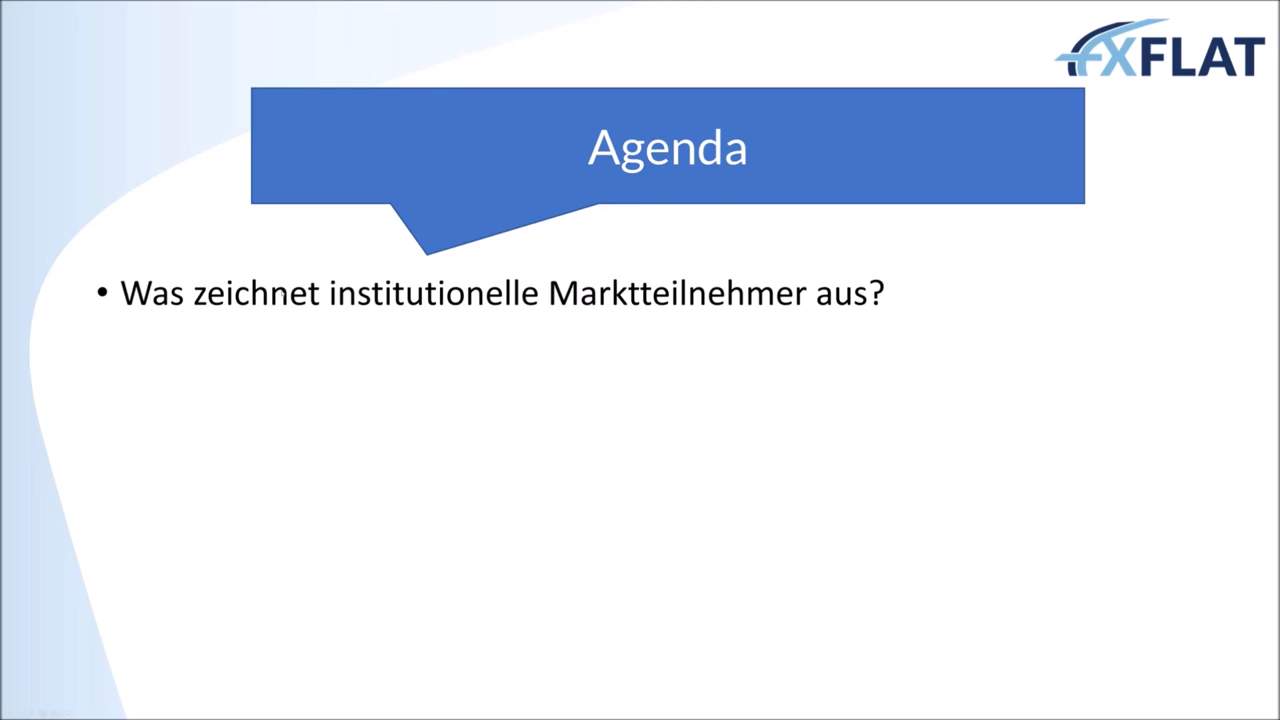 FXFLAT
Agenda
• Was zeichnet institutionelle Marktteilnehmer aus?